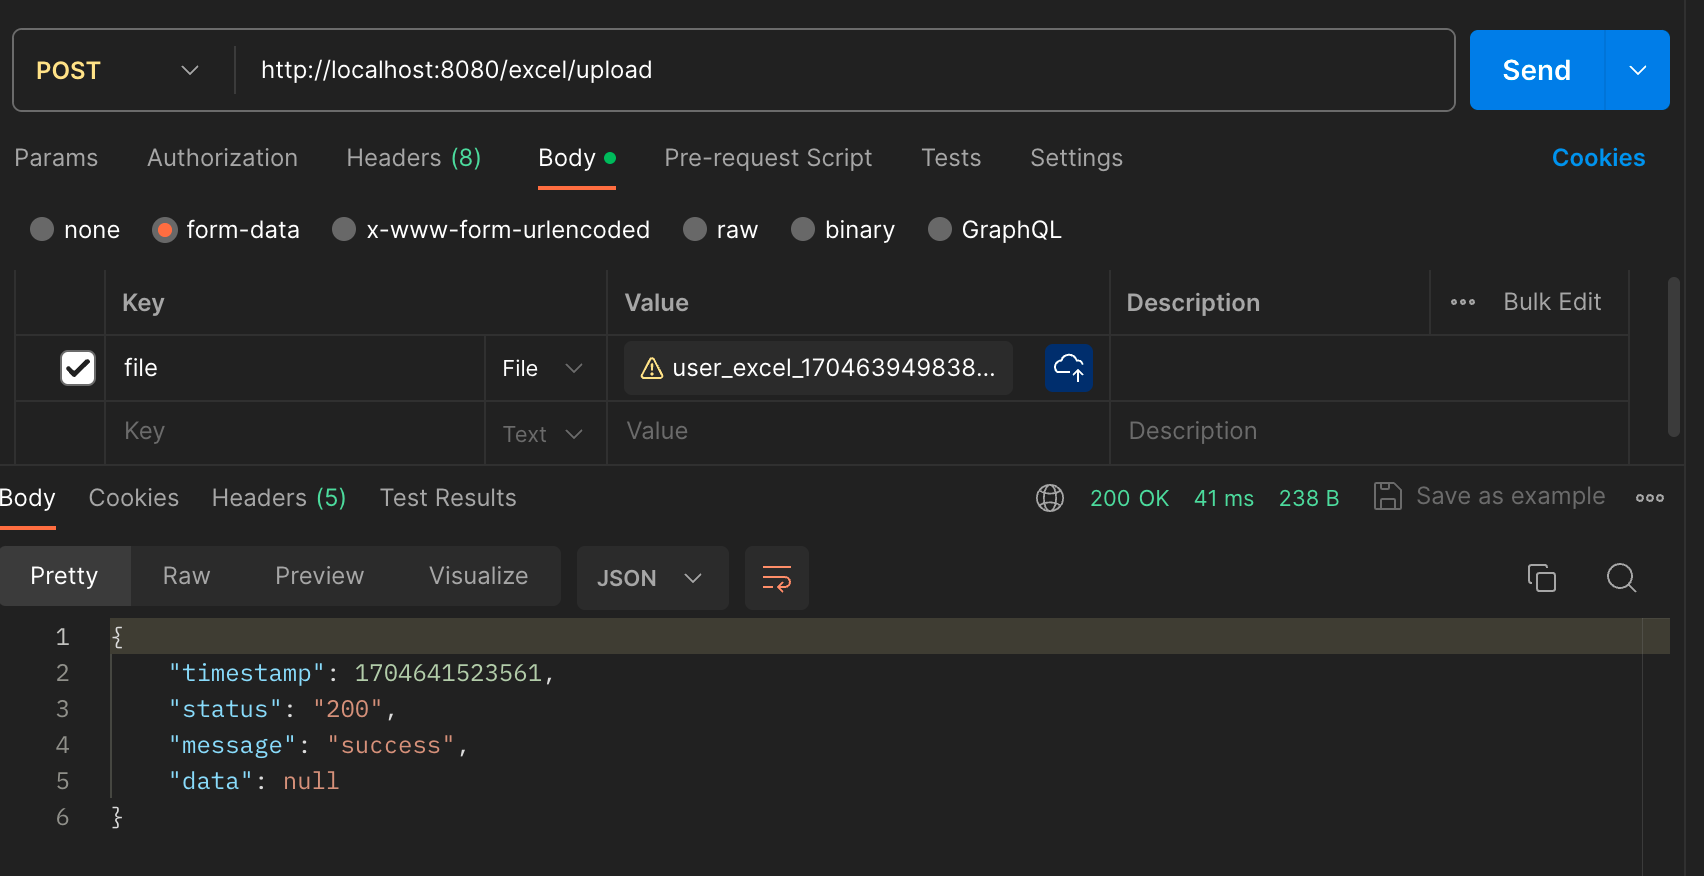 POST http://localhost:8080/excel/upload Send
Params Authorization Headers (8) Body Pre-request Script Tests Settings Cookies
none form-data x-www-form-urlencoded raw binary GraphQL
Key Value Description Bulk Edit
file File user_excel_170463949838...
Key Text Value Description
Body Cookies Headers (5) Test Results 200 OK 41 ms 238 B Save as example
Pretty Raw Preview Visualize JSON
1 {
2 "timestamp": 1704641523561,
3 "status": "200",
4 "message": "success",
5 "data": null
6 }